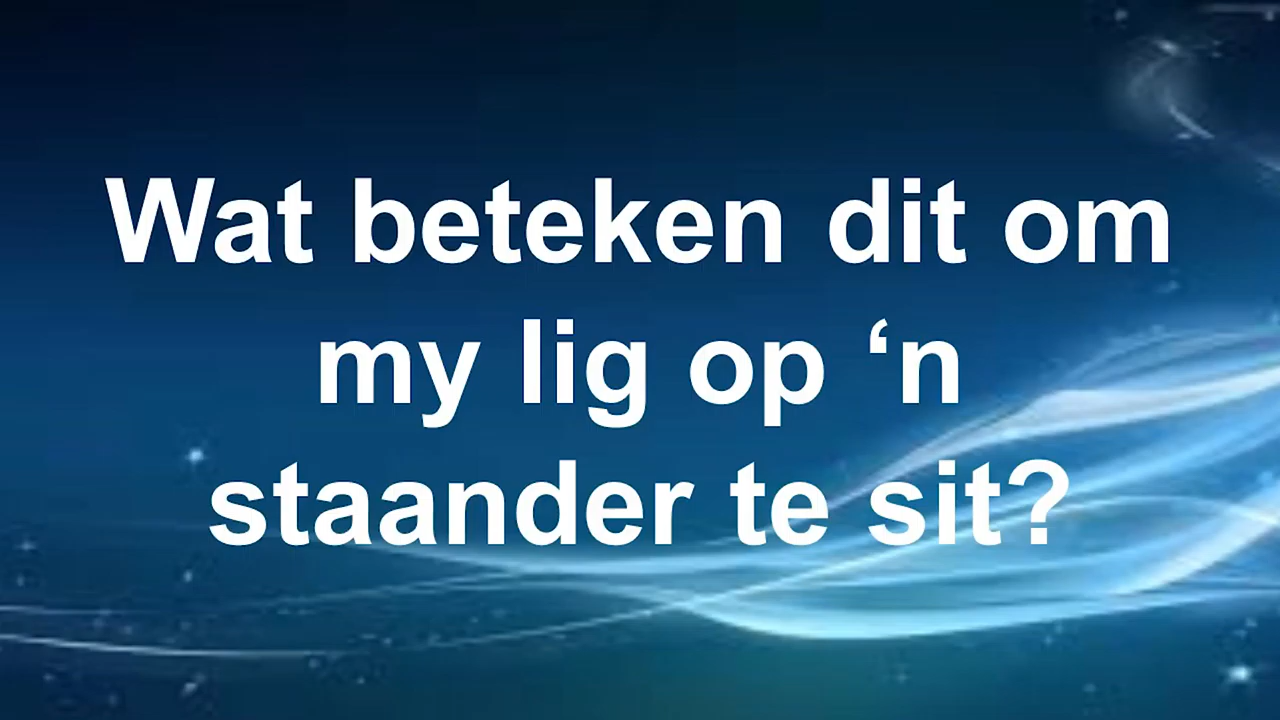 Wat beteken dit om
my lig op ‘n
staander te sit?